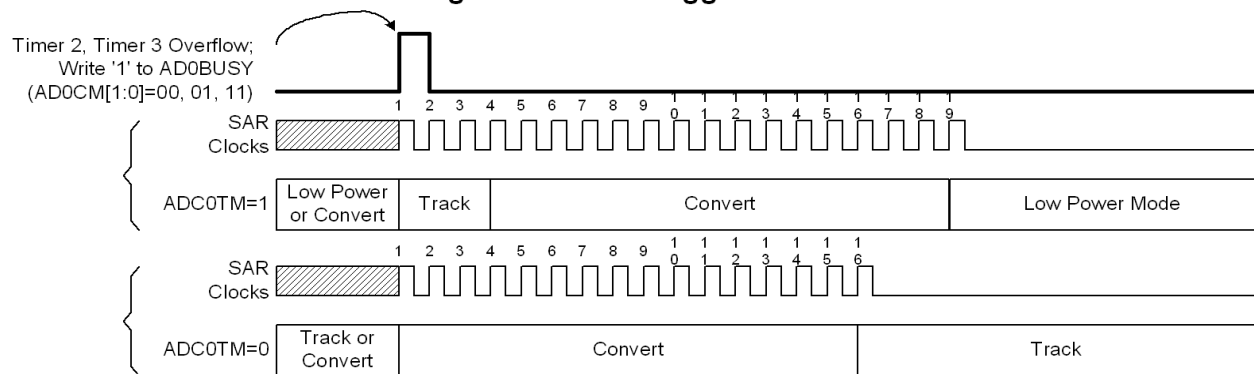 Timer 2, Timer 3 Overflow;
Write '1' to AD0BUSY
(AD0CM[1:0]=00, 01, 11)
1 2 3 4 5 6 7 8 9 10 11 12 13 14 15 16 17 18 19
SAR
Clocks
ADC0TM=1
Low Power
or Convert
Track
Convert
Low Power Mode
1 2 3 4 5 6 7 8 9 10 11 12 13 14 15 16
SAR
Clocks
ADC0TM=0
Track or
Convert
Convert
Track